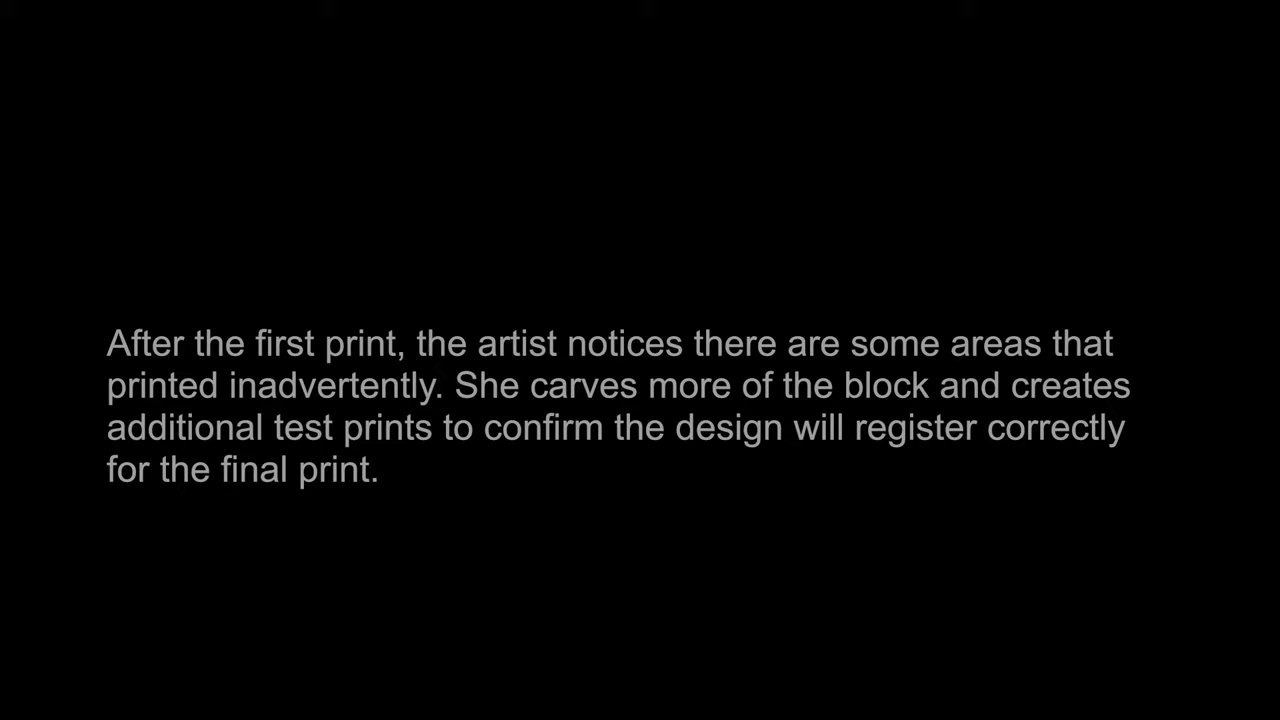 After the first print, the artist notices there are some areas that
printed inadvertently. She carves more of the block and creates
additional test prints to confirm the design will register correctly
for the final print.